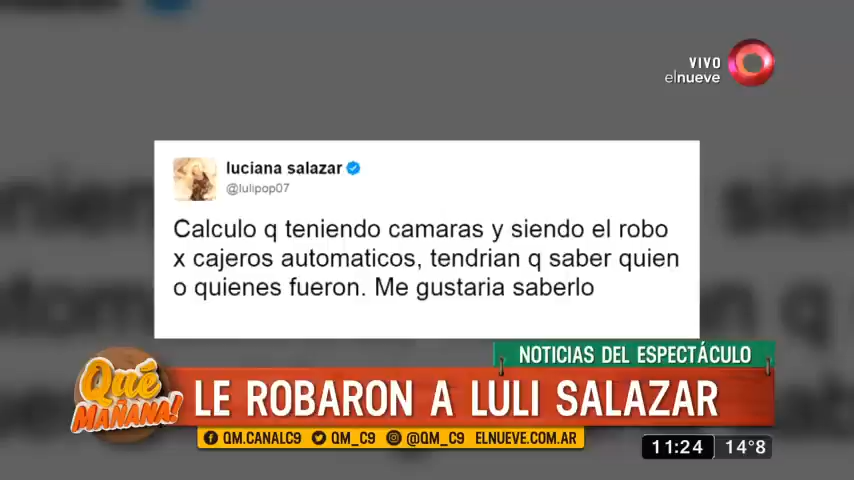 VIVO
elnueve
luciana salazar
@lulipop07
Calculo q teniendo camaras y siendo el robo
x cajeros automaticos, tendrian q saber quien
o quienes fueron. Me gustaria saberlo
NOTICIAS DEL ESPECTÁCULO
Qué
MAÑANA!
LE ROBARON A LULI SALAZAR
QM.CANALC9 QM_C9 @QM_C9 ELNUEVE.COM.AR
11:24 14°8